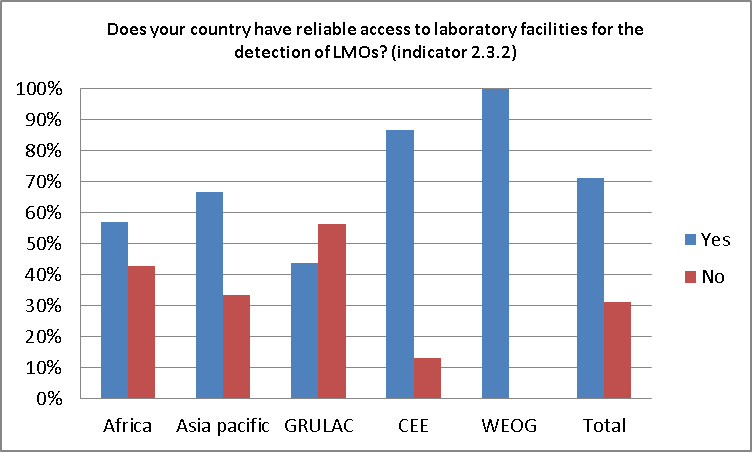 Does your country have reliable access to laboratory facilities for the
detection of LMOs? (indicator 2.3.2)
100%
90%
80%
70%
60%
50%
40%
30%
20%
10%
0%
Africa
Asia pacific
GRULAC
CEE
WEOG
Total
Yes
No